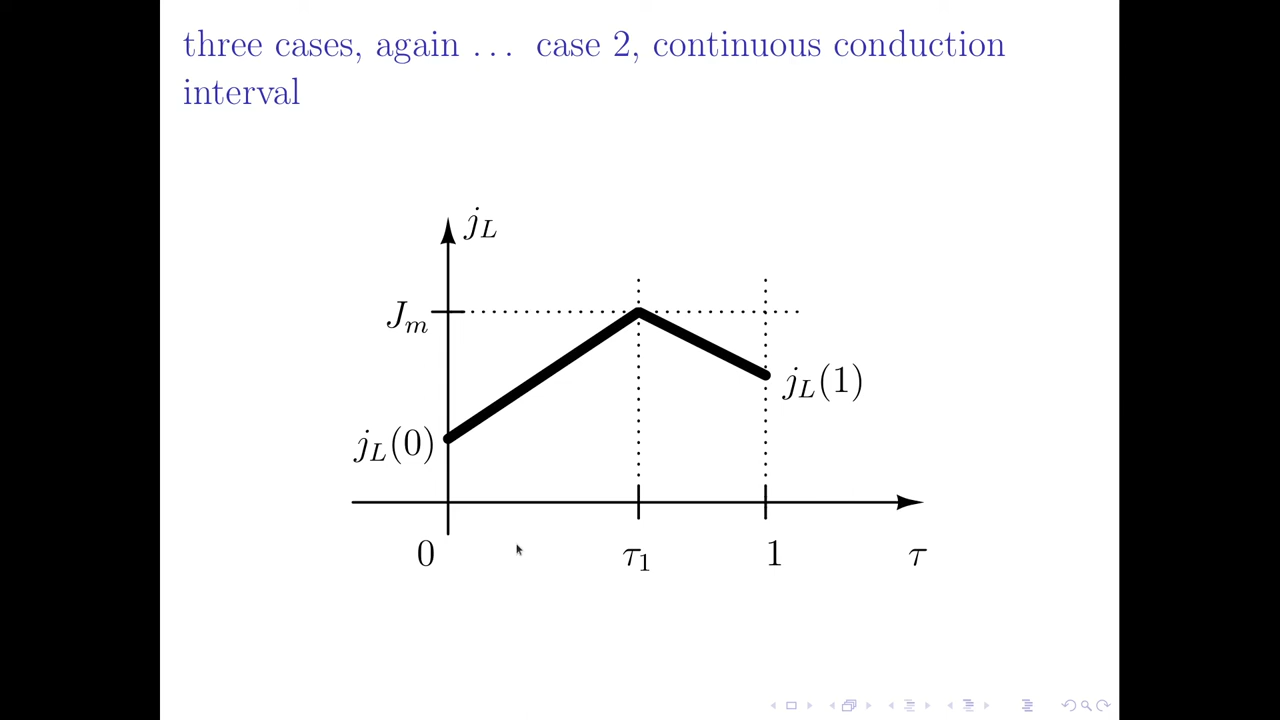 three cases, again ... case 2, continuous conduction
interval
j_L
J_m
j_L(1)
j_L(0)
0 τ_1 1 τ